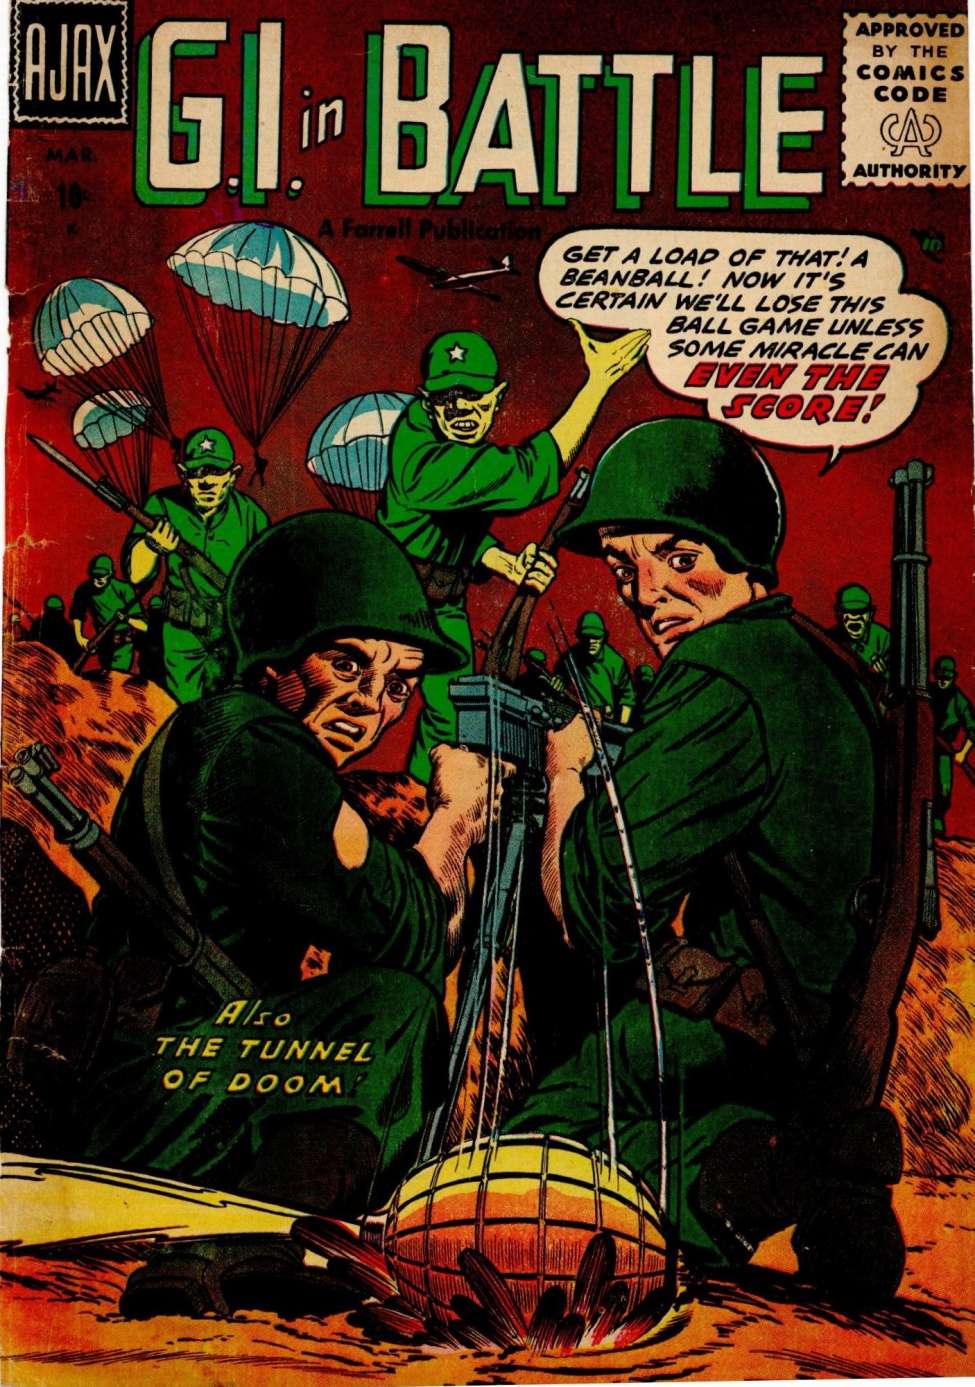 AJAX
G.I. in BATTLE
APPROVED
BY THE
COMICS
CODE
CA
AUTHORITY
MAR.
10¢
A Farrell Publication
GET A LOAD OF THAT! A
BEANBALL! NOW IT'S
CERTAIN WE'LL LOSE THIS
BALL GAME UNLESS
SOME MIRACLE CAN
EVEN THE
SCORE!
Also
THE TUNNEL
OF DOOM!